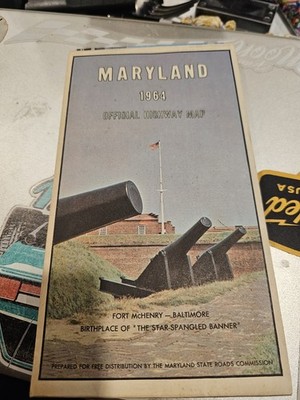 MARYLAND
1964
OFFICIAL HIGHWAY MAP
FORT MCHENRY — BALTIMORE
BIRTHPLACE OF "THE STAR-SPANGLED BANNER"
PREPARED FOR FREE DISTRIBUTION BY THE MARYLAND STATE ROADS COMMISSION
USA